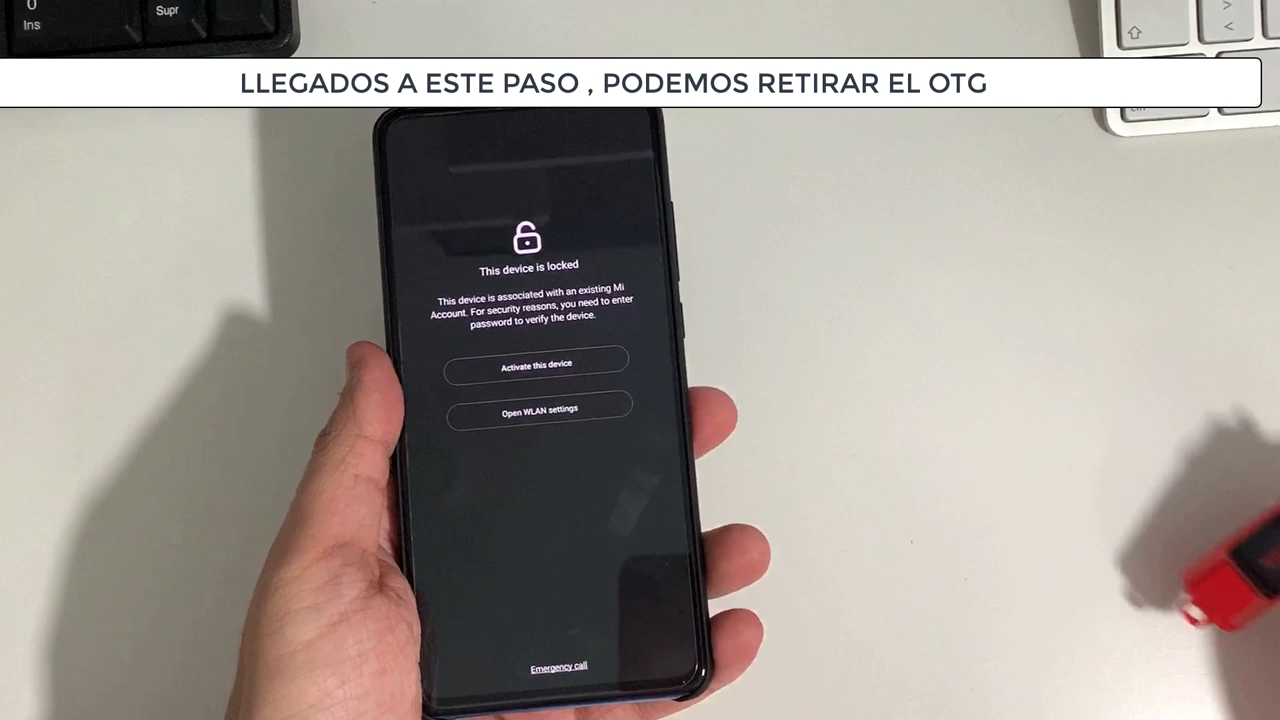 0
Ins
Supr
>
<
LLEGADOS A ESTE PASO , PODEMOS RETIRAR EL OTG
This device is locked
This device is associated with an existing Mi
Account. For security reasons, you need to enter
password to verify the device.
Activate this device
Open WLAN settings
Emergency call